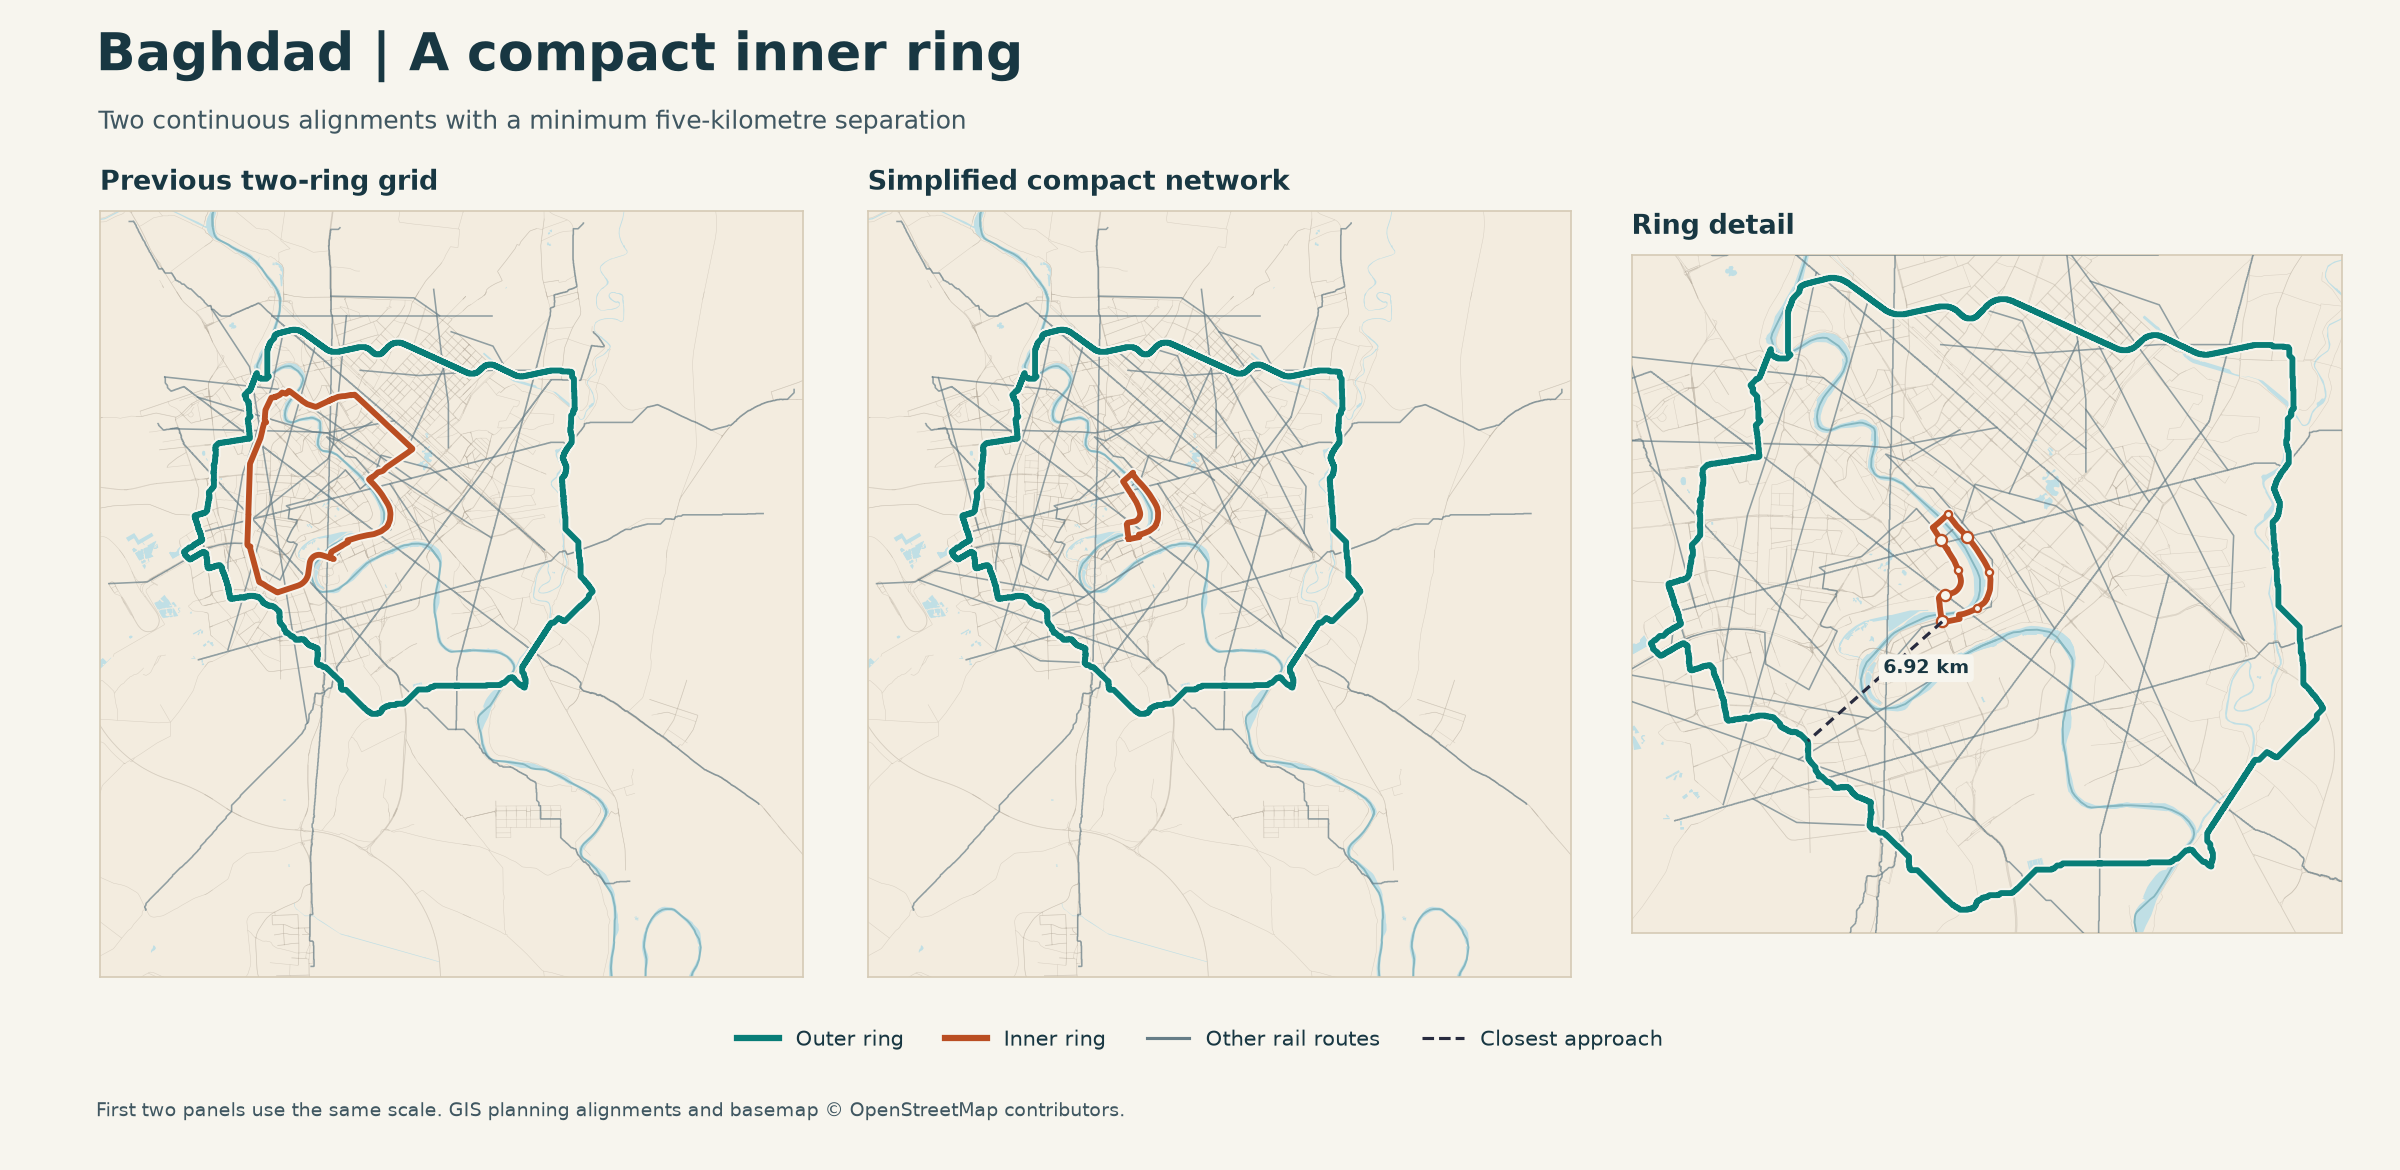 Baghdad | A compact inner ring
Two continuous alignments with a minimum five-kilometre separation
Previous two-ring grid
Simplified compact network
Ring detail
6.92 km
Outer ring
Inner ring
Other rail routes
Closest approach
First two panels use the same scale. GIS planning alignments and basemap © OpenStreetMap contributors.